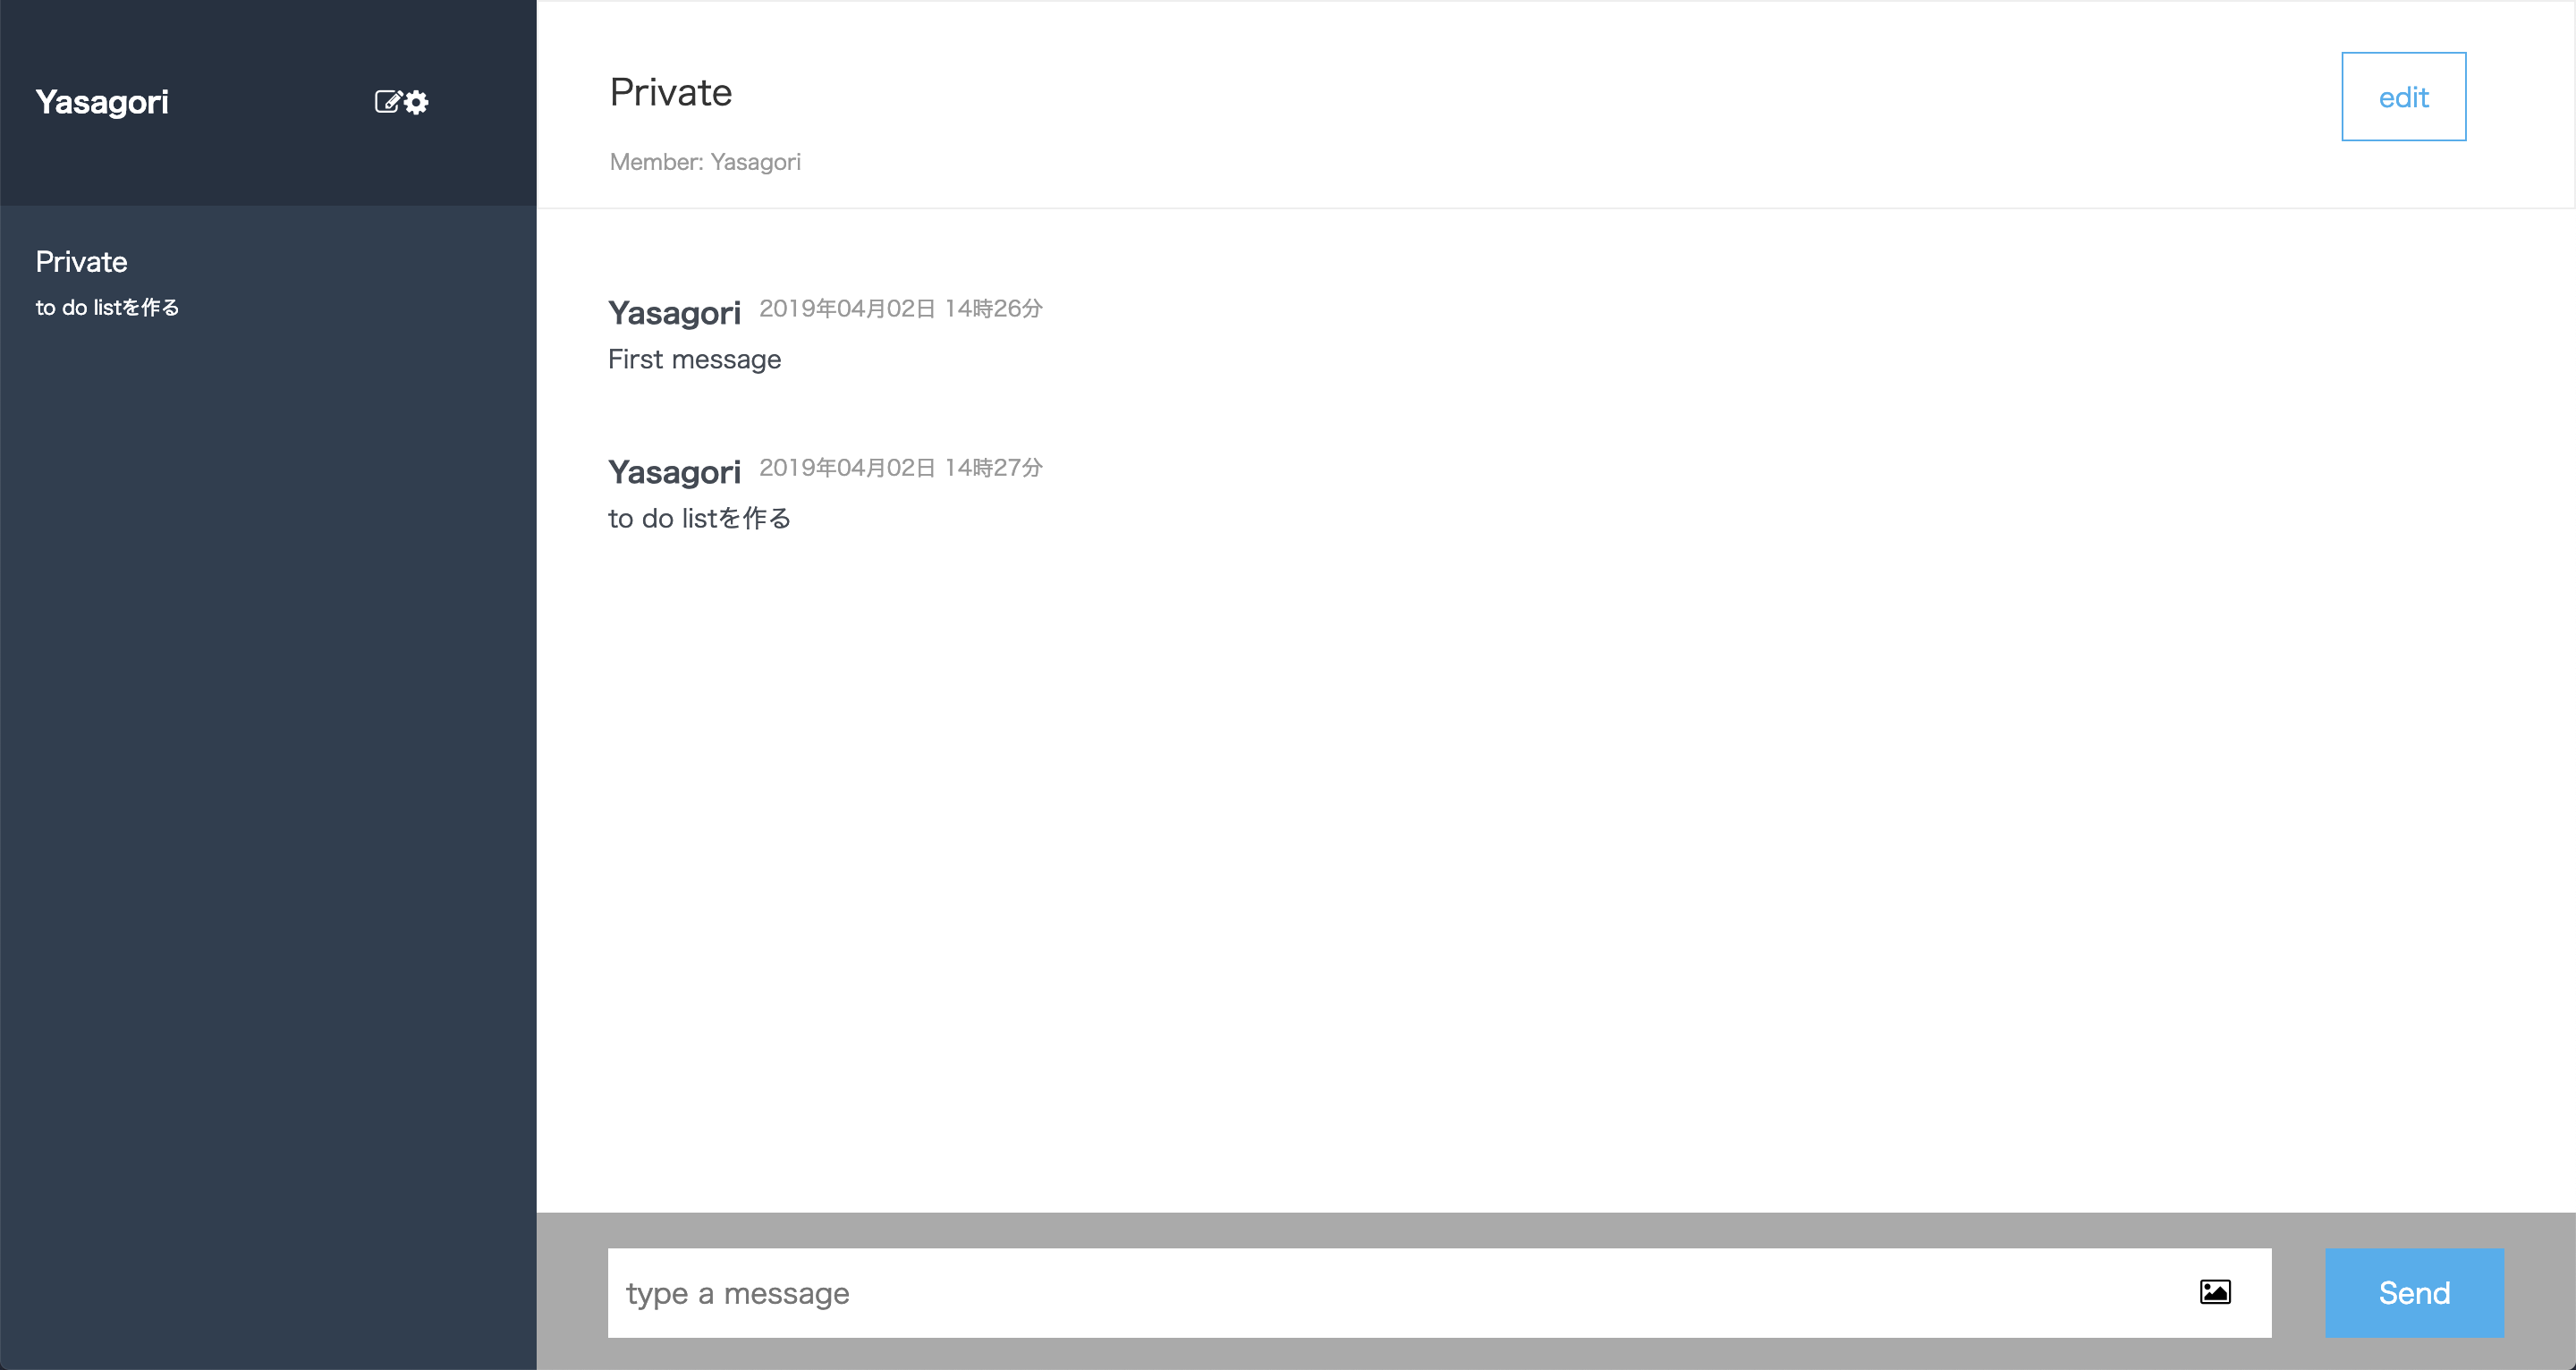 Yasagori
Private
to do listを作る
Private
Member: Yasagori
edit
Yasagori 2019年04月02日 14時26分
First message
Yasagori 2019年04月02日 14時27分
to do listを作る
type a message
Send